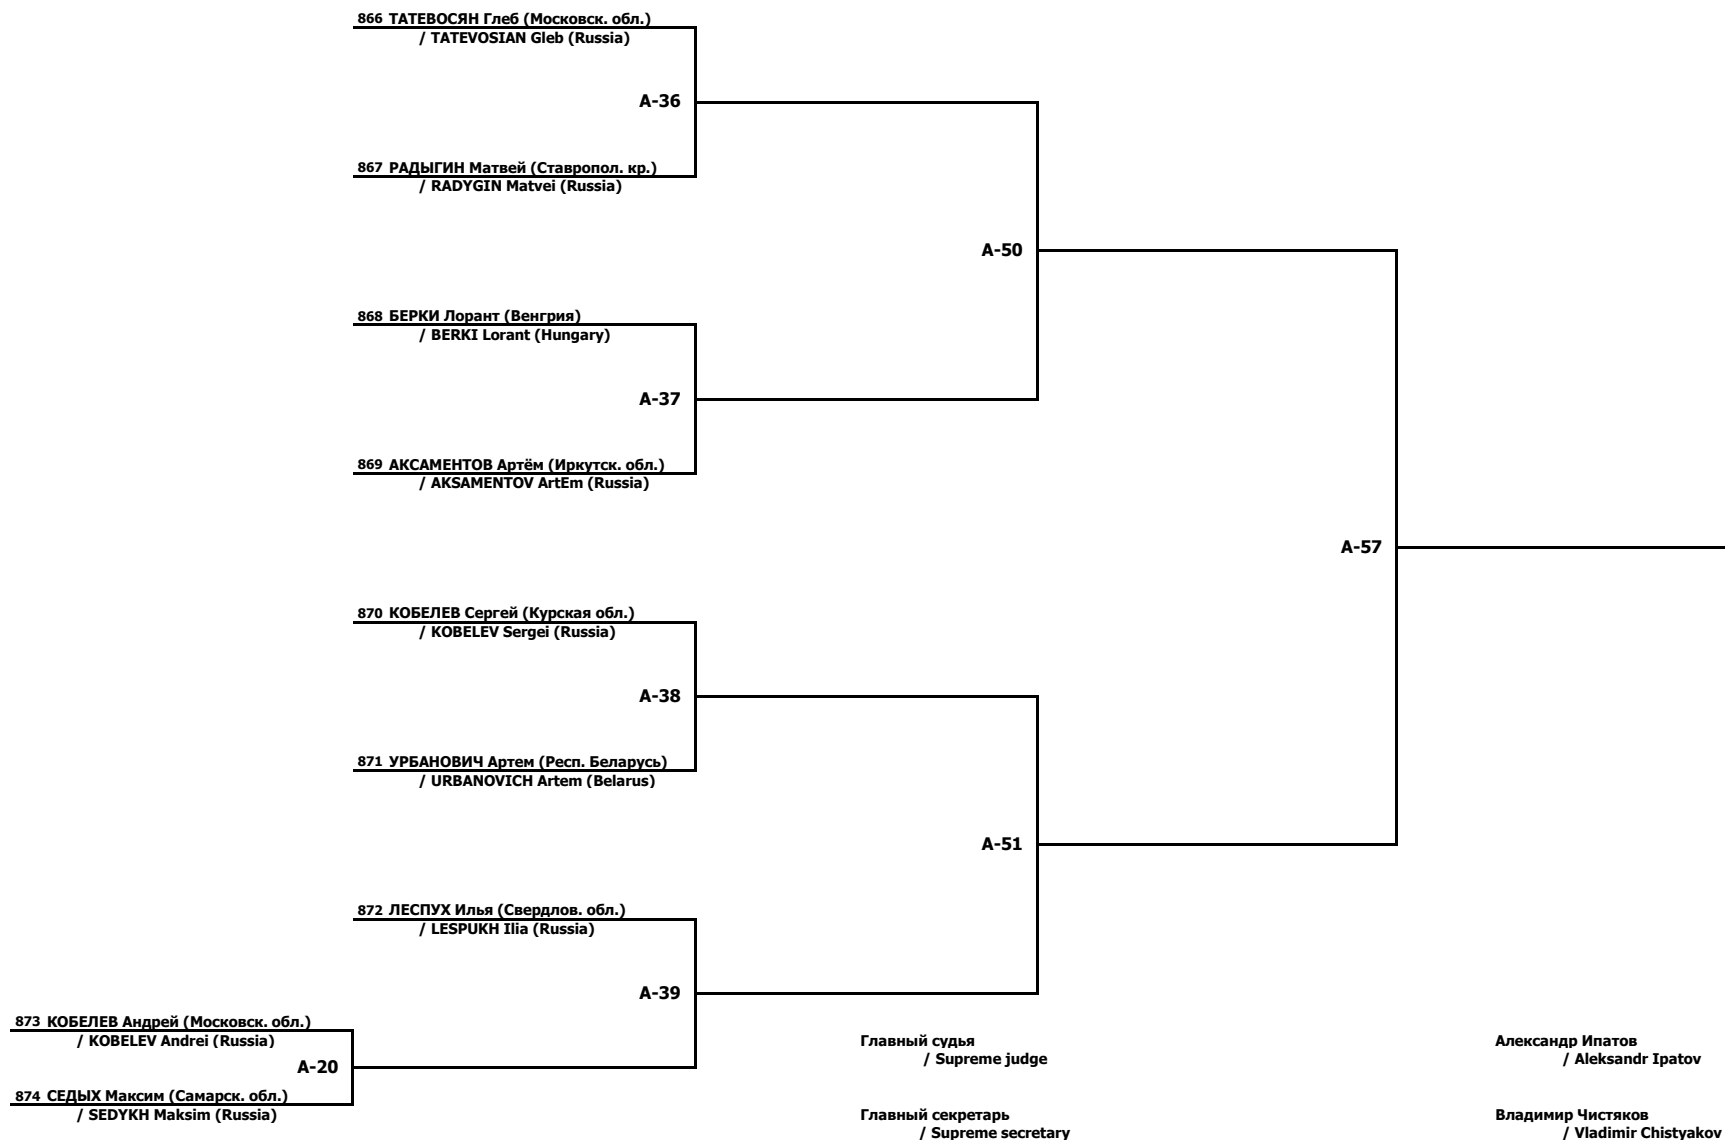 866 ТАТЕВОСЯН Глеб (Московск. обл.)
/ TATEVOSIAN Gleb (Russia)
A-36
867 РАДЫГИН Матвей (Ставропол. кр.)
/ RADYGIN Matvei (Russia)
A-50
868 БЕРКИ Лорант (Венгрия)
/ BERKI Lorant (Hungary)
A-37
869 АКСАМЕНТОВ Артём (Иркутск. обл.)
/ AKSAMENTOV ArtEm (Russia)
A-57
870 КОБЕЛЕВ Сергей (Курская обл.)
/ KOBELEV Sergei (Russia)
A-38
871 УРБАНОВИЧ Артем (Респ. Беларусь)
/ URBANOVICH Artem (Belarus)
A-51
872 ЛЕСПУХ Илья (Свердлов. обл.)
/ LESPUKH Ilia (Russia)
A-39
873 КОБЕЛЕВ Андрей (Московск. обл.)
/ KOBELEV Andrei (Russia)
A-20
874 СЕДЫХ Максим (Самарск. обл.)
/ SEDYKH Maksim (Russia)
Главный судья
/ Supreme judge
Александр Ипатов
/ Aleksandr Ipatov
Главный секретарь
/ Supreme secretary
Владимир Чистяков
/ Vladimir Chistyakov